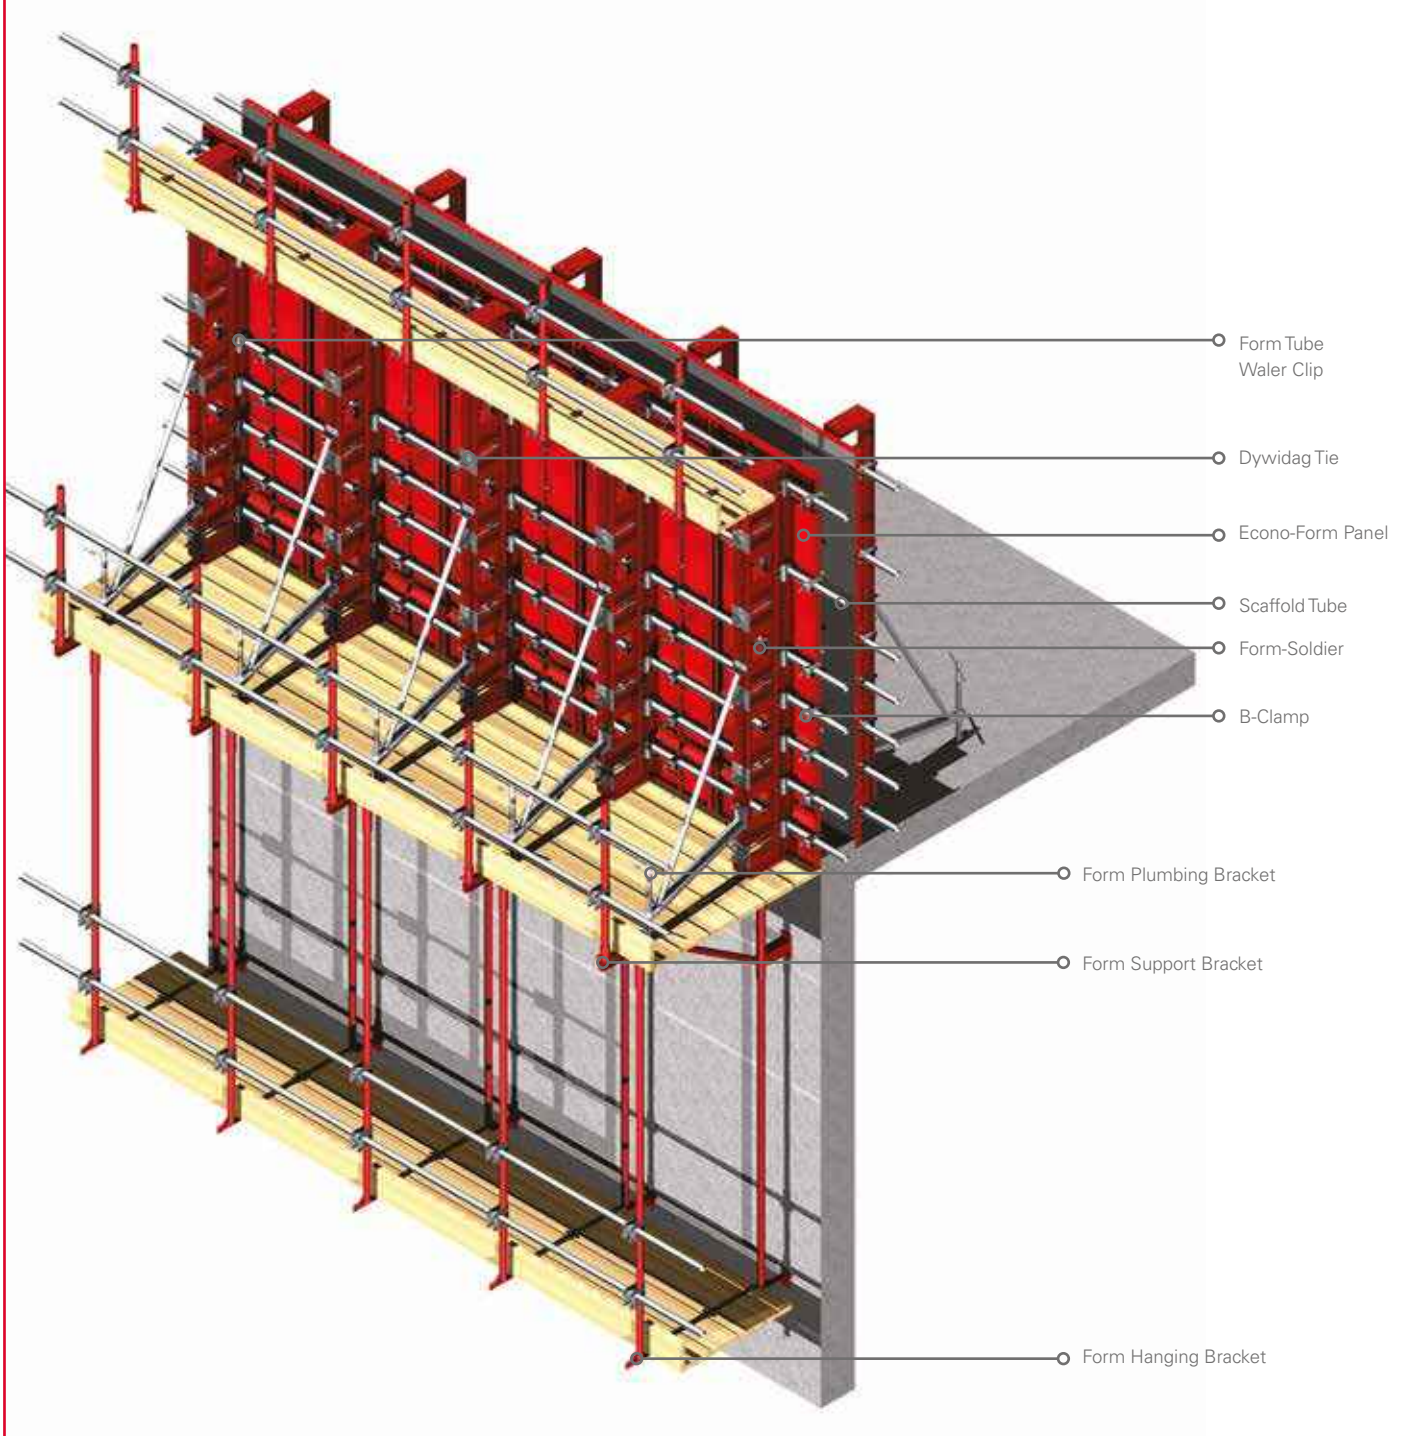 Form Tube
Waler Clip
Dywidag Tie
Econo-Form Panel
Scaffold Tube
Form-Soldier
B-Clamp
Form Plumbing Bracket
Form Support Bracket
Form Hanging Bracket